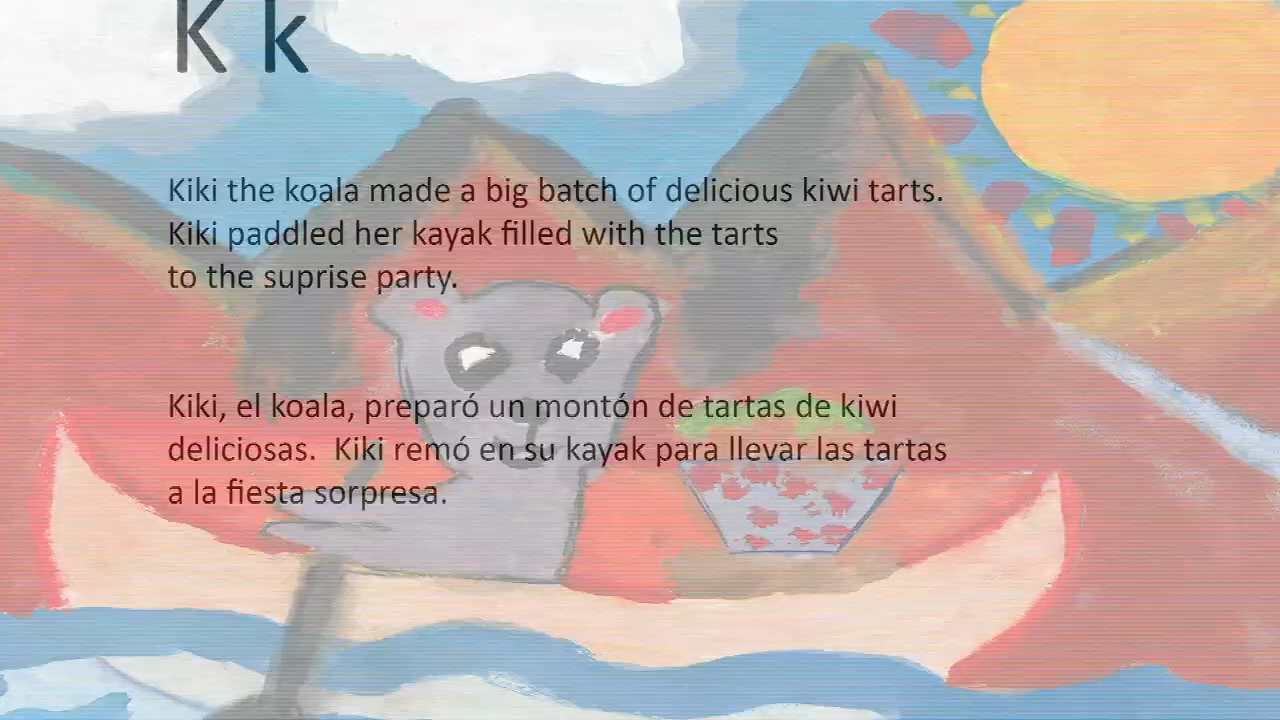 K k
Kiki the koala made a big batch of delicious kiwi tarts.
Kiki paddled her kayak filled with the tarts
to the suprise party.
Kiki, el koala, preparó un montón de tartas de kiwi
deliciosas.  Kiki remó en su kayak para llevar las tartas
a la fiesta sorpresa.